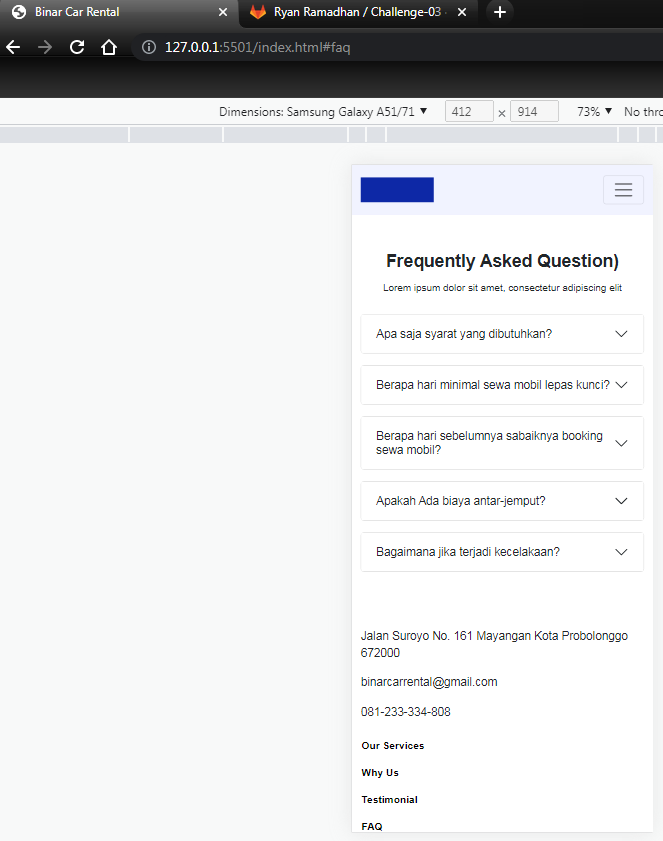 Binar Car Rental
Ryan Ramadhan / Challenge-03
127.0.0.1:5501/index.html#faq
Dimensions: Samsung Galaxy A51/71 ▼ 412 × 914 73% ▼ No thro
Frequently Asked Question)
Lorem ipsum dolor sit amet, consectetur adipiscing elit
Apa saja syarat yang dibutuhkan?
Berapa hari minimal sewa mobil lepas kunci?
Berapa hari sebelumnya sabaiknya booking
sewa mobil?
Apakah Ada biaya antar-jemput?
Bagaimana jika terjadi kecelakaan?
Jalan Suroyo No. 161 Mayangan Kota Probolonggo
672000
binarcarrental@gmail.com
081-233-334-808
Our Services
Why Us
Testimonial
FAQ